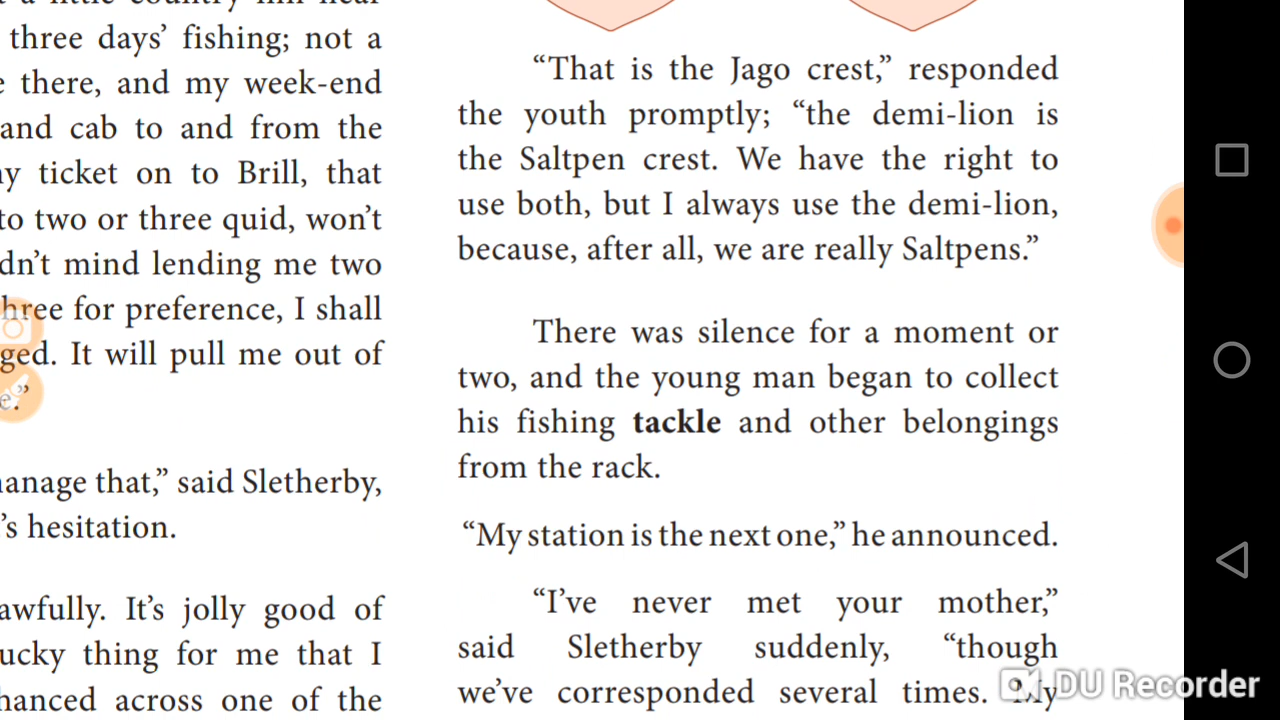 three days’ fishing; not a
there, and my week-end
and cab to and from the
ticket on to Brill, that
to two or three quid, won’t
mind lending me two
three for preference, I shall
It will pull me out of
that,” said Sletherby,
hesitation.
awfully. It’s jolly good of
thing for me that I
across one of the
“That is the Jago crest,” responded
the youth promptly; “the demi-lion is
the Saltpen crest. We have the right to
use both, but I always use the demi-lion,
because, after all, we are really Saltpens.”
There was silence for a moment or
two, and the young man began to collect
his fishing tackle and other belongings
from the rack.
“My station is the next one,” he announced.
“I’ve never met your mother,”
said Sletherby suddenly, “though
we’ve corresponded several times. My
DU Recorder